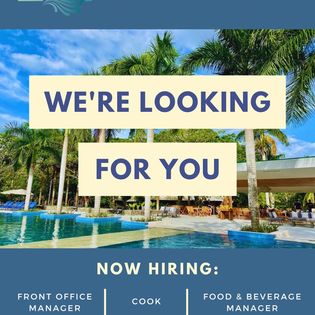 WE'RE LOOKING
FOR YOU
NOW HIRING:
FRONT OFFICE
MANAGER
COOK
FOOD & BEVERAGE
MANAGER